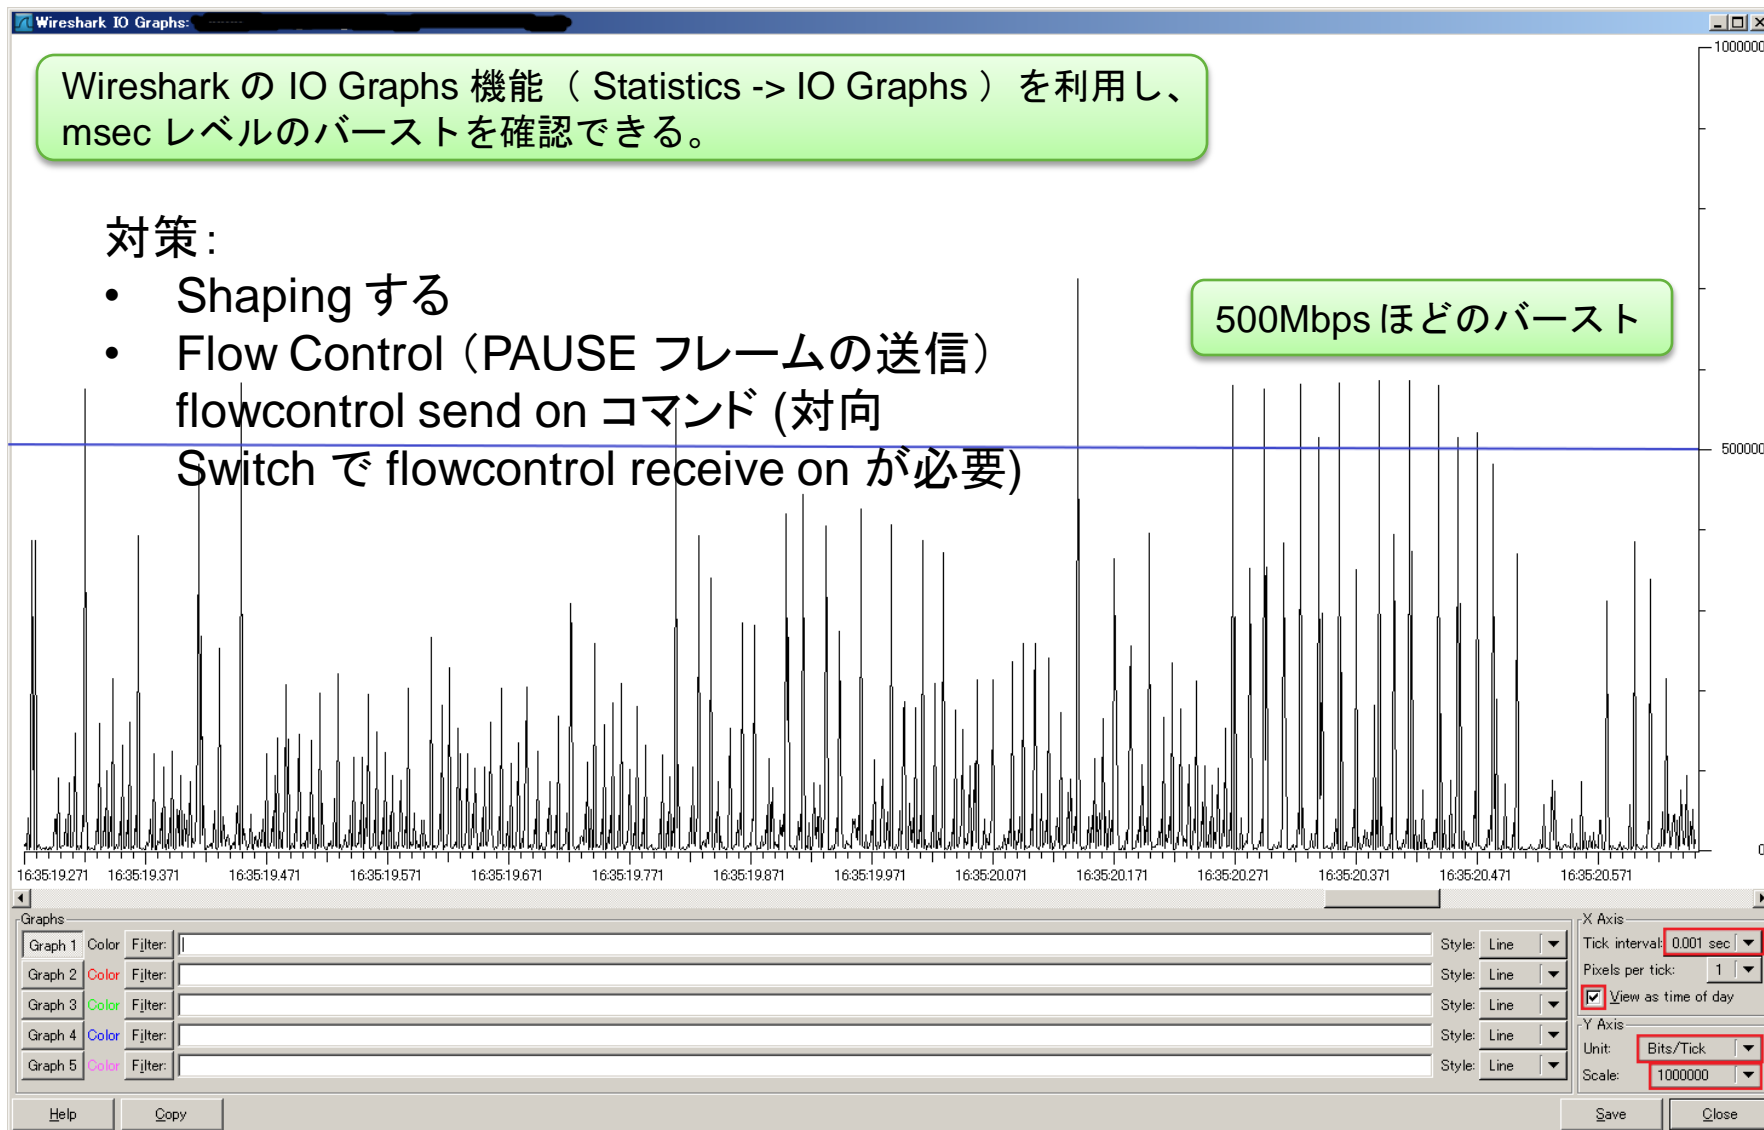 Wireshark IO Graphs:
Wireshark の IO Graphs 機能（ Statistics -> IO Graphs ）を利用し、
msec レベルのバーストを確認できる。
対策：
• Shaping する
• Flow Control（PAUSE フレームの送信）
flowcontrol send on コマンド (対向
Switch で flowcontrol receive on が必要)
500Mbps ほどのバースト
1000000
500000
0
16:35:19.271 16:35:19.371 16:35:19.471 16:35:19.571 16:35:19.671 16:35:19.771 16:35:19.871 16:35:19.971 16:35:20.071 16:35:20.171 16:35:20.271 16:35:20.371 16:35:20.471 16:35:20.571
Graphs
Graph 1 Color Filter: Style: Line
Graph 2 Color Filter: Style: Line
Graph 3 Color Filter: Style: Line
Graph 4 Color Filter: Style: Line
Graph 5 Color Filter: Style: Line
X Axis
Tick interval: 0.001 sec
Pixels per tick: 1
View as time of day
Y Axis
Unit: Bits/Tick
Scale: 1000000
Help Copy Save Close